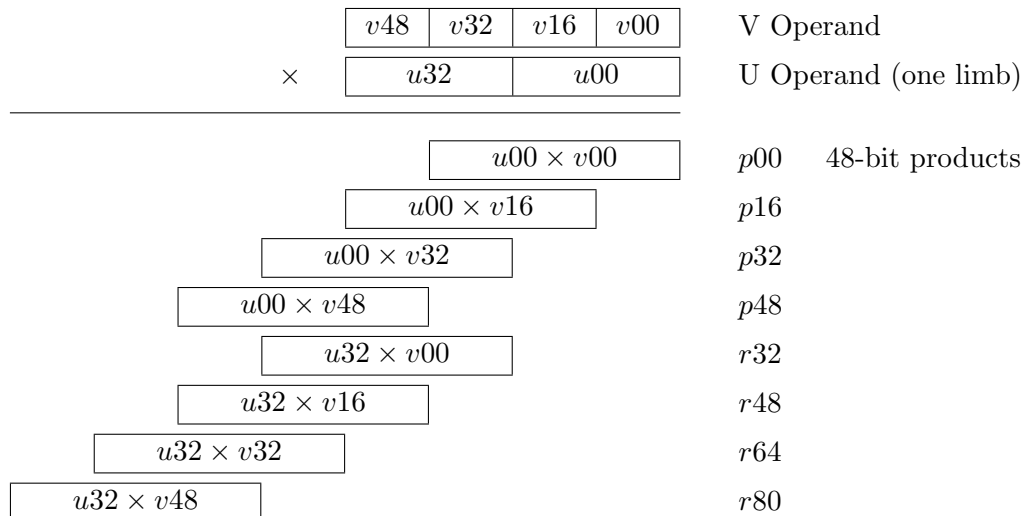 v48 v32 v16 v00 V Operand
× u32 u00 U Operand (one limb)
u00 × v00 p00 48-bit products
u00 × v16 p16
u00 × v32 p32
u00 × v48 p48
u32 × v00 r32
u32 × v16 r48
u32 × v32 r64
u32 × v48 r80